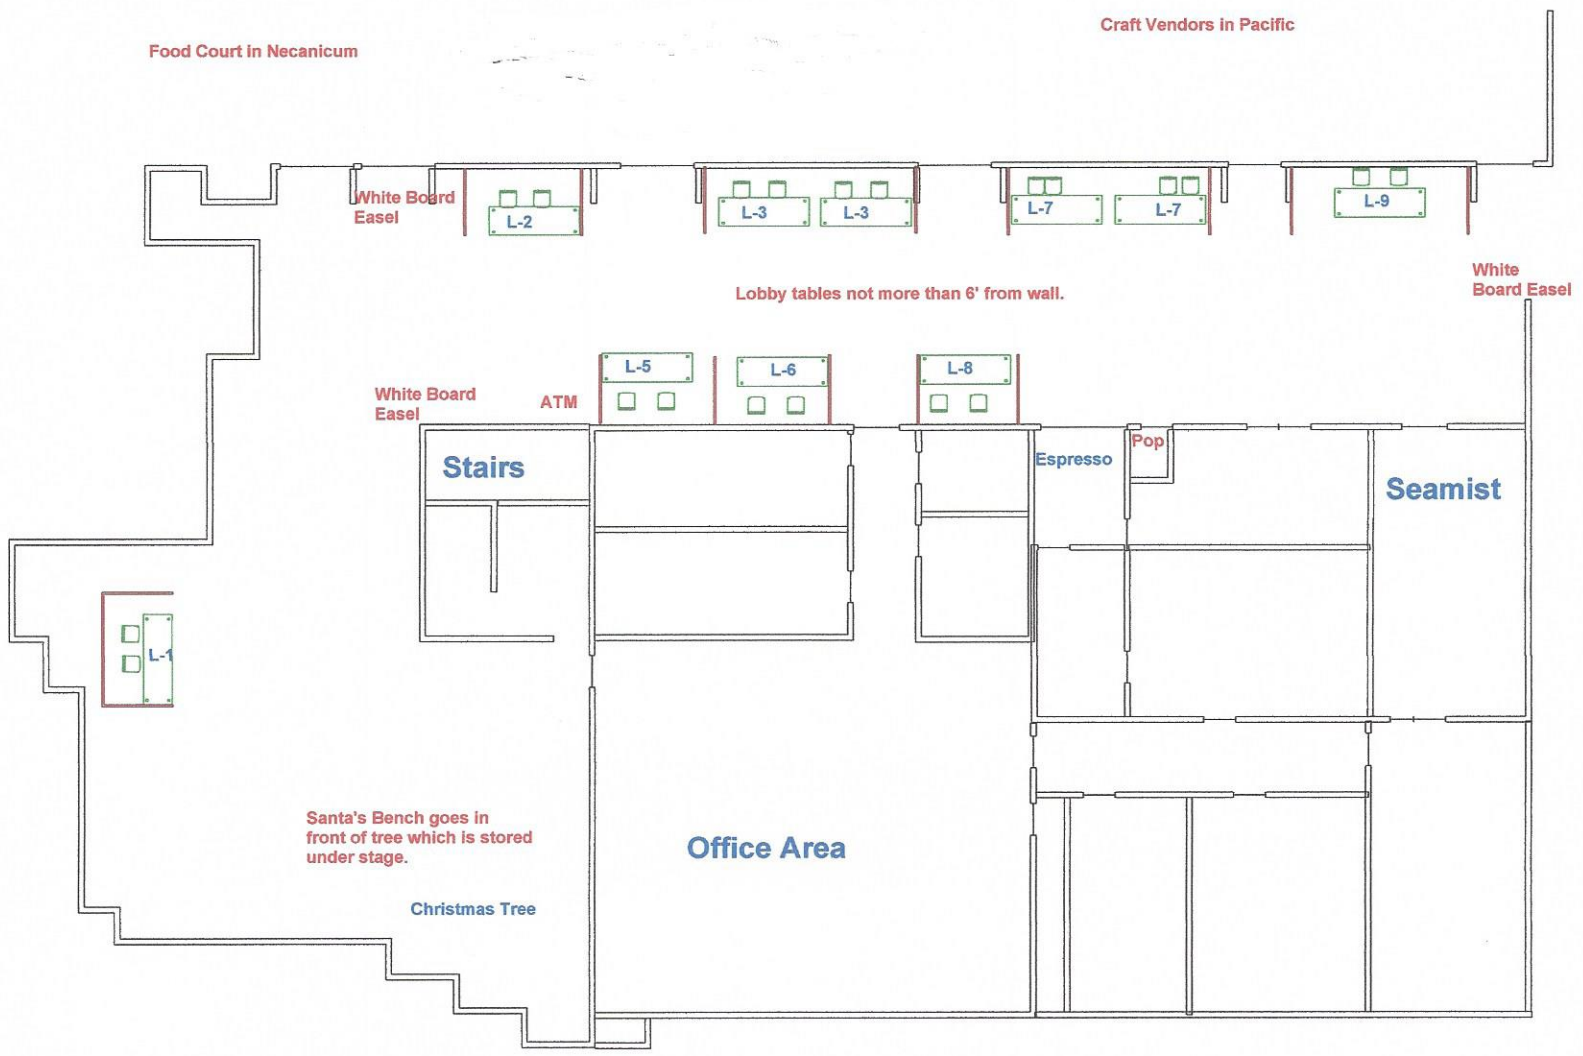 Craft Vendors in Pacific
Food Court in Necanicum
White Board
Easel
L-2
L-3
L-3
L-7
L-7
L-9
Lobby tables not more than 6' from wall.
White
Board Easel
L-5
L-6
L-8
White Board
Easel
ATM
Stairs
Espresso
Pop
Seamist
L-1
Santa's Bench goes in
front of tree which is stored
under stage.
Office Area
Christmas Tree